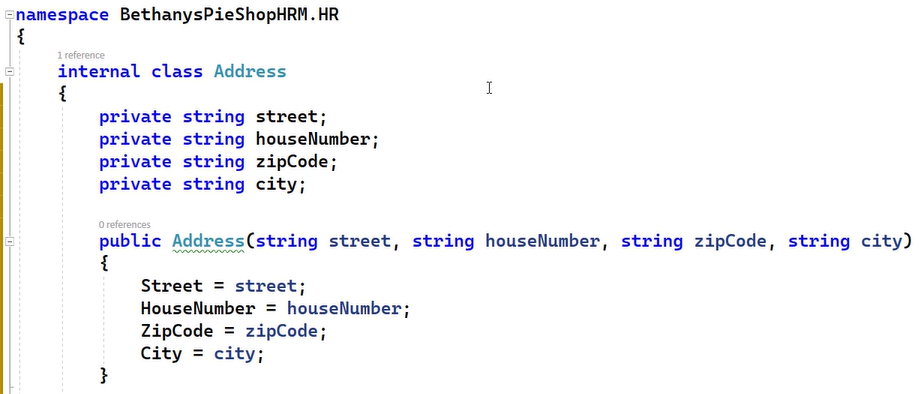 namespace BethanysPieShopHRM.HR
{
1 reference
internal class Address
{
private string street;
private string houseNumber;
private string zipCode;
private string city;
0 references
public Address(string street, string houseNumber, string zipCode, string city)
{
Street = street;
HouseNumber = houseNumber;
ZipCode = zipCode;
City = city;
}